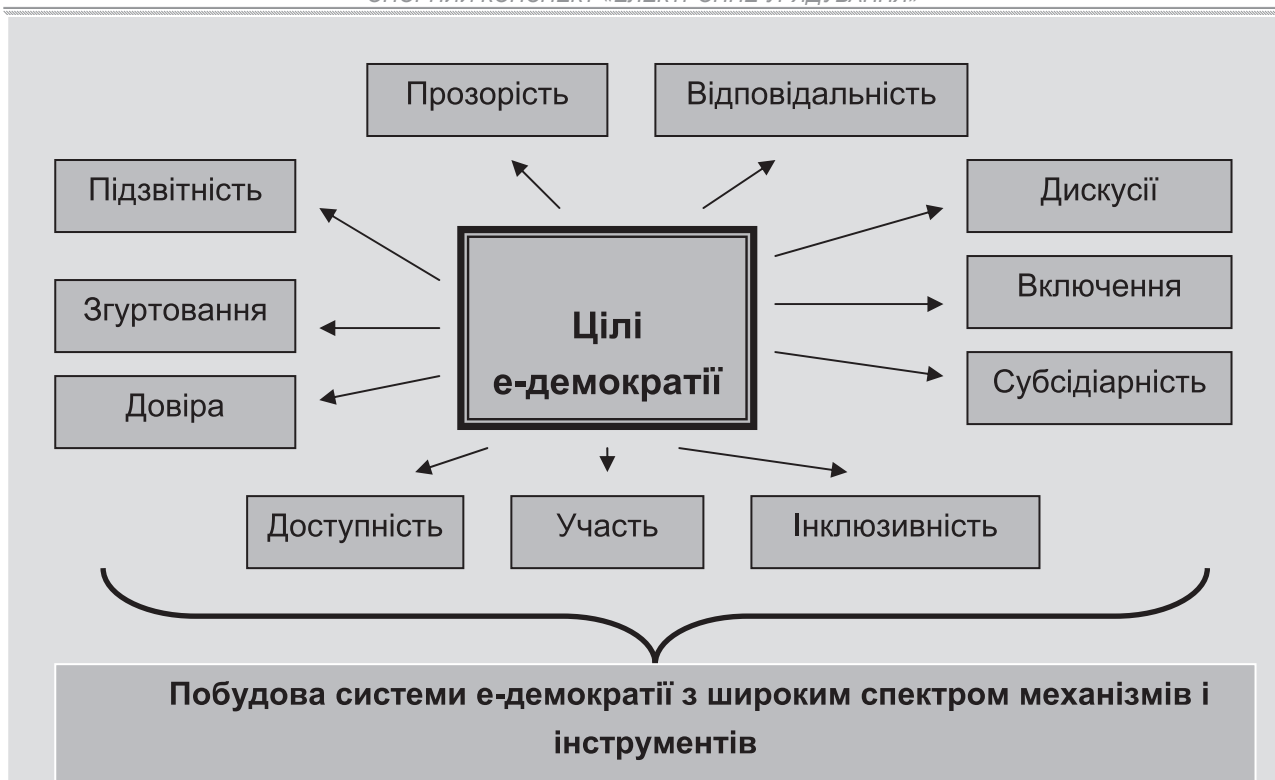 Прозорість
Відповідальність
Підзвітність
Дискусії
Згуртовання
Включення
Цілі
е-демократії
Довіра
Субсідіарність
Доступність
Участь
Інклюзивність
Побудова системи е-демократії з широким спектром механізмів і
інструментів